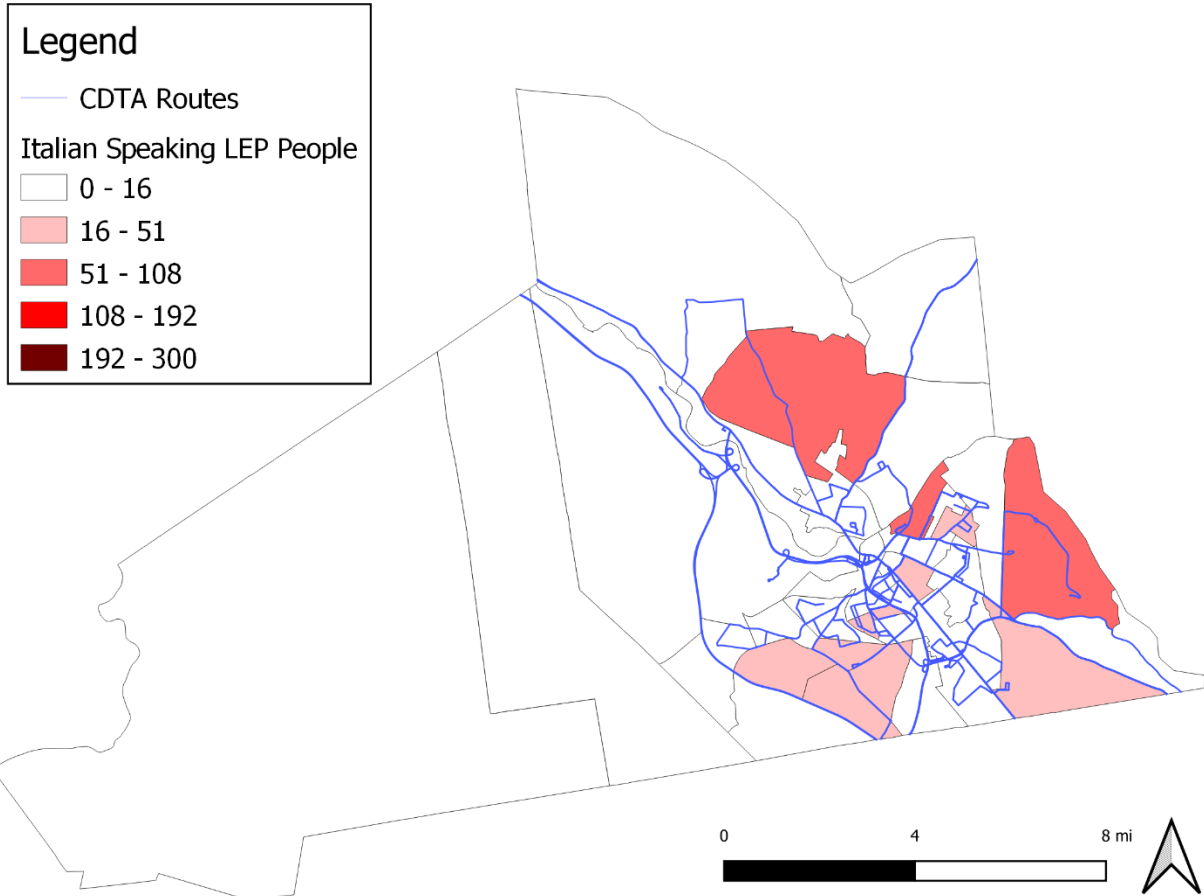 Legend
CDTA Routes
Italian Speaking LEP People
0 - 16
16 - 51
51 - 108
108 - 192
192 - 300
0 4 8 mi